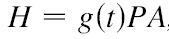 H = g(t)PA,